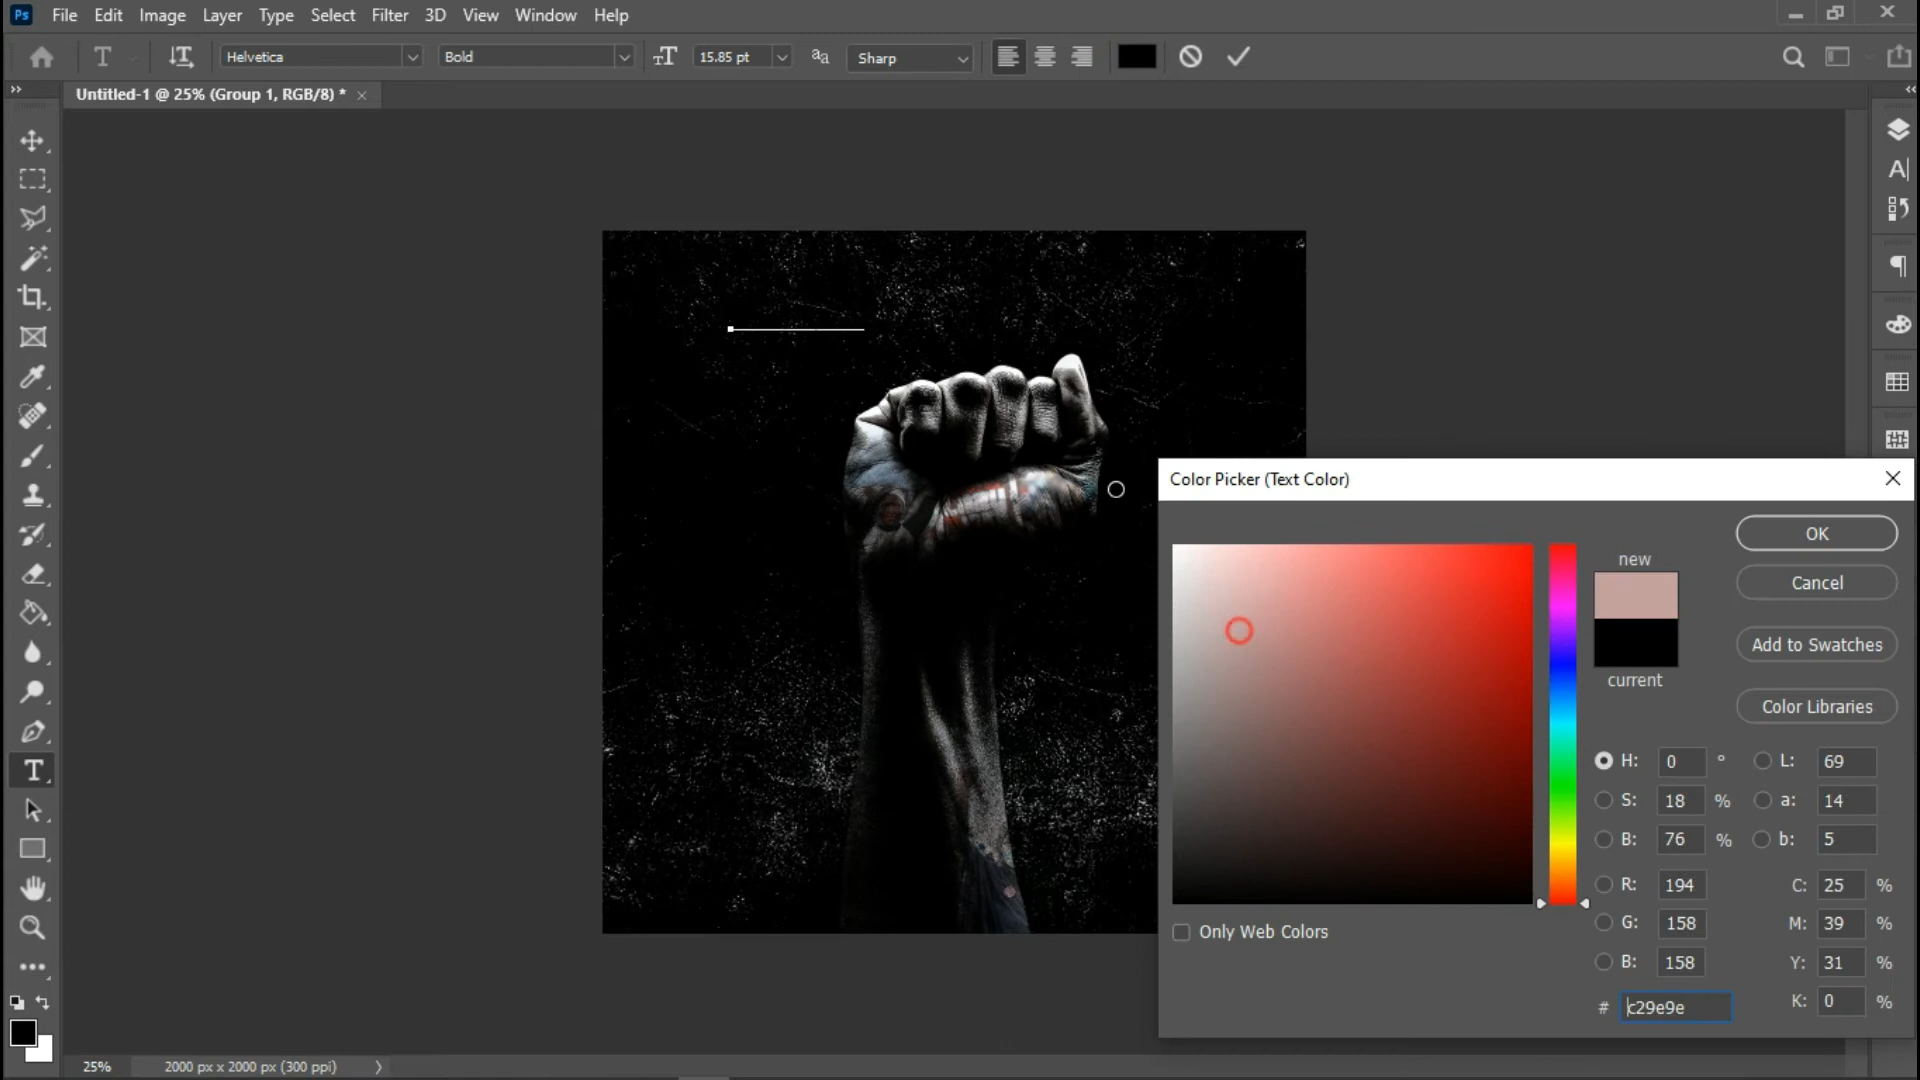 Ps File Edit Image Layer Type Select Filter 3D View Window Help
T Helvetica Bold 15.85 pt aa Sharp
Untitled-1 @ 25% (Group 1, RGB/8) *
Color Picker (Text Color)
new
current
OK
Cancel
Add to Swatches
Color Libraries
H: 0 ° L: 69
S: 18 % a: 14
B: 76 % b: 5
R: 194 C: 25 %
G: 158 M: 39 %
B: 158 Y: 31 %
# c29e9e K: 0 %
Only Web Colors
25% 2000 px x 2000 px (300 ppi)